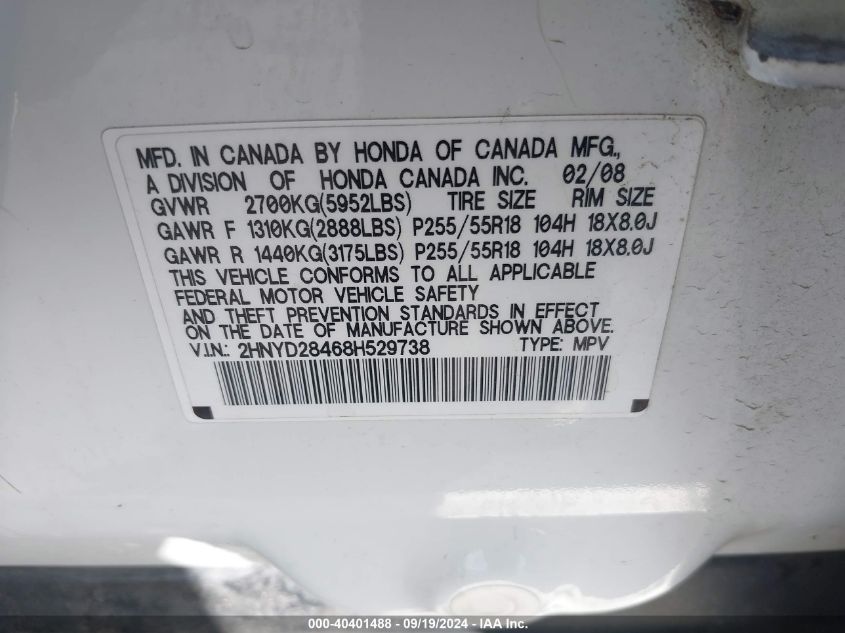 MFD. IN CANADA BY HONDA OF CANADA MFG.,
A DIVISION OF HONDA CANADA INC. 02/08
GVWR 2700KG(5952LBS) TIRE SIZE RIM SIZE
GAWR F 1310KG(2888LBS) P255/55R18 104H 18X8.0J
GAWR R 1440KG(3175LBS) P255/55R18 104H 18X8.0J
THIS VEHICLE CONFORMS TO ALL APPLICABLE
FEDERAL MOTOR VEHICLE SAFETY
AND THEFT PREVENTION STANDARDS IN EFFECT
ON THE DATE OF MANUFACTURE SHOWN ABOVE.
V.I.N.: 2HNYD28468H529738 TYPE: MPV
000-40401488 - 09/19/2024 - IAA Inc.